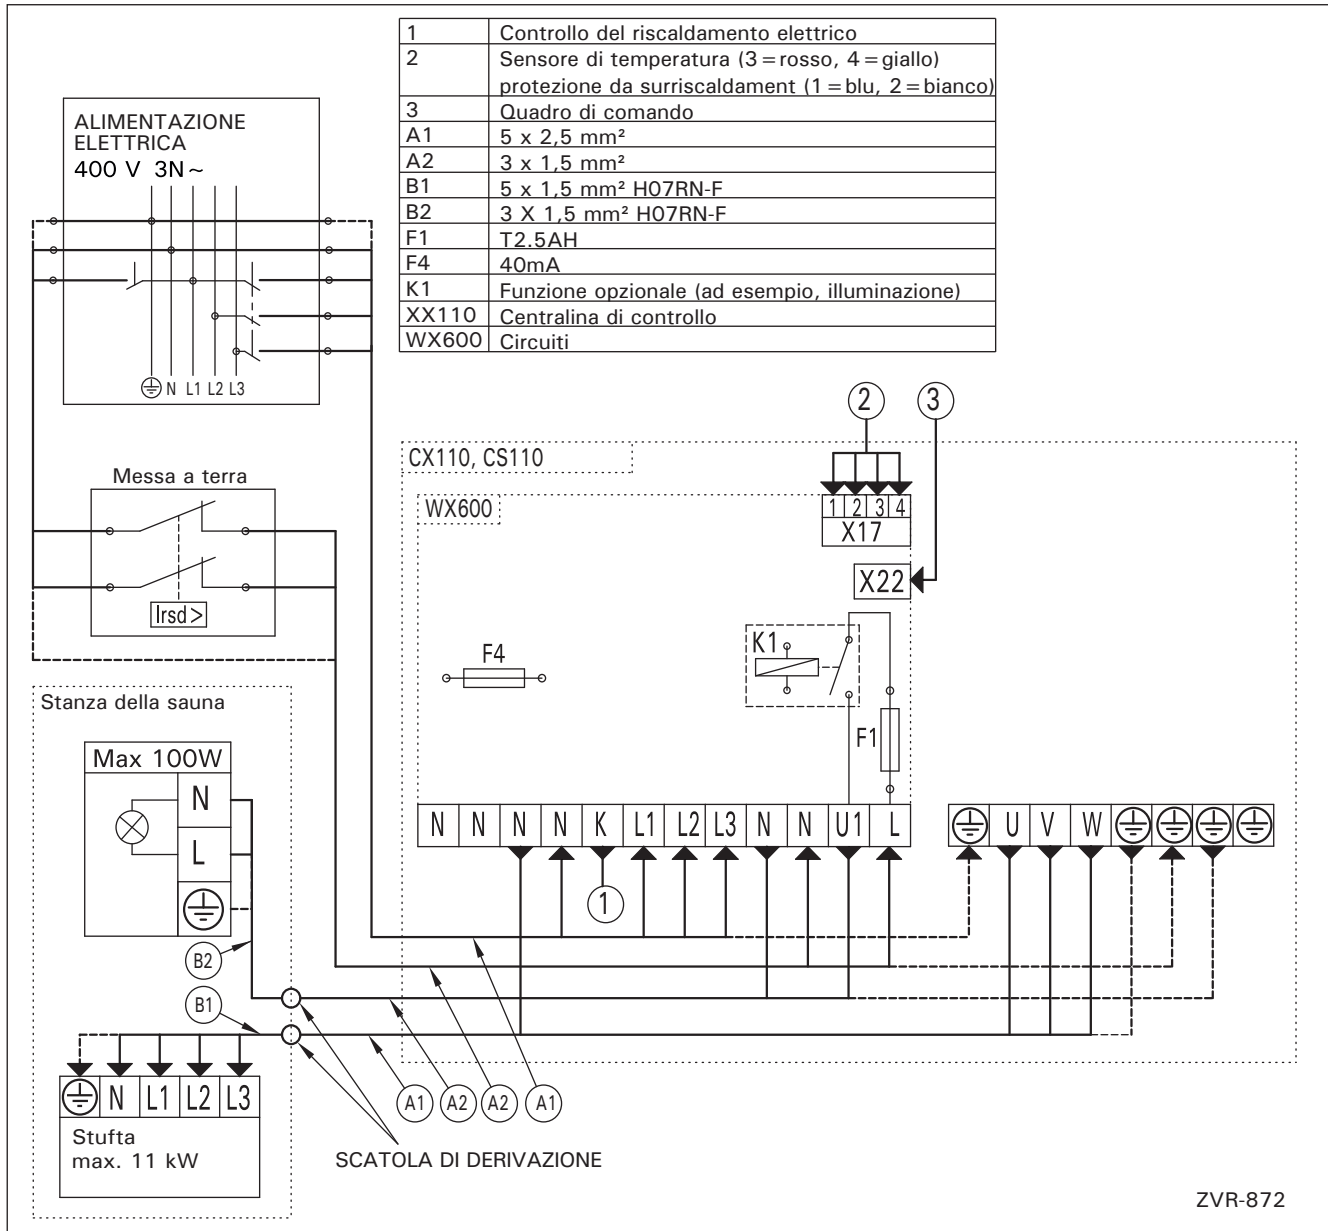 1 Controllo del riscaldamento elettrico
2 Sensore di temperatura (3=rosso, 4=giallo)
protezione da surriscaldament (1=blu, 2=bianco)
3 Quadro di comando
A1 5 x 2,5 mm²
A2 3 x 1,5 mm²
B1 5 x 1,5 mm² H07RN-F
B2 3 X 1,5 mm² H07RN-F
F1 T2.5AH
F4 40mA
K1 Funzione opzionale (ad esempio, illuminazione)
XX110 Centralina di controllo
WX600 Circuiti
ALIMENTAZIONE
ELETTRICA
400 V 3N~
N L1 L2 L3
Messa a terra
Irsd>
2 3
CX110, CS110
WX600
1 2 3 4
X17
X22
K1
F4
F1
Stanza della sauna
Max 100W
N
L
N N N N K L1 L2 L3 N N U1 L
U V W
1
B2
B1
N L1 L2 L3
Stufta
max. 11 kW
A1 A2 A2 A1
SCATOLA DI DERIVAZIONE
ZVR-872